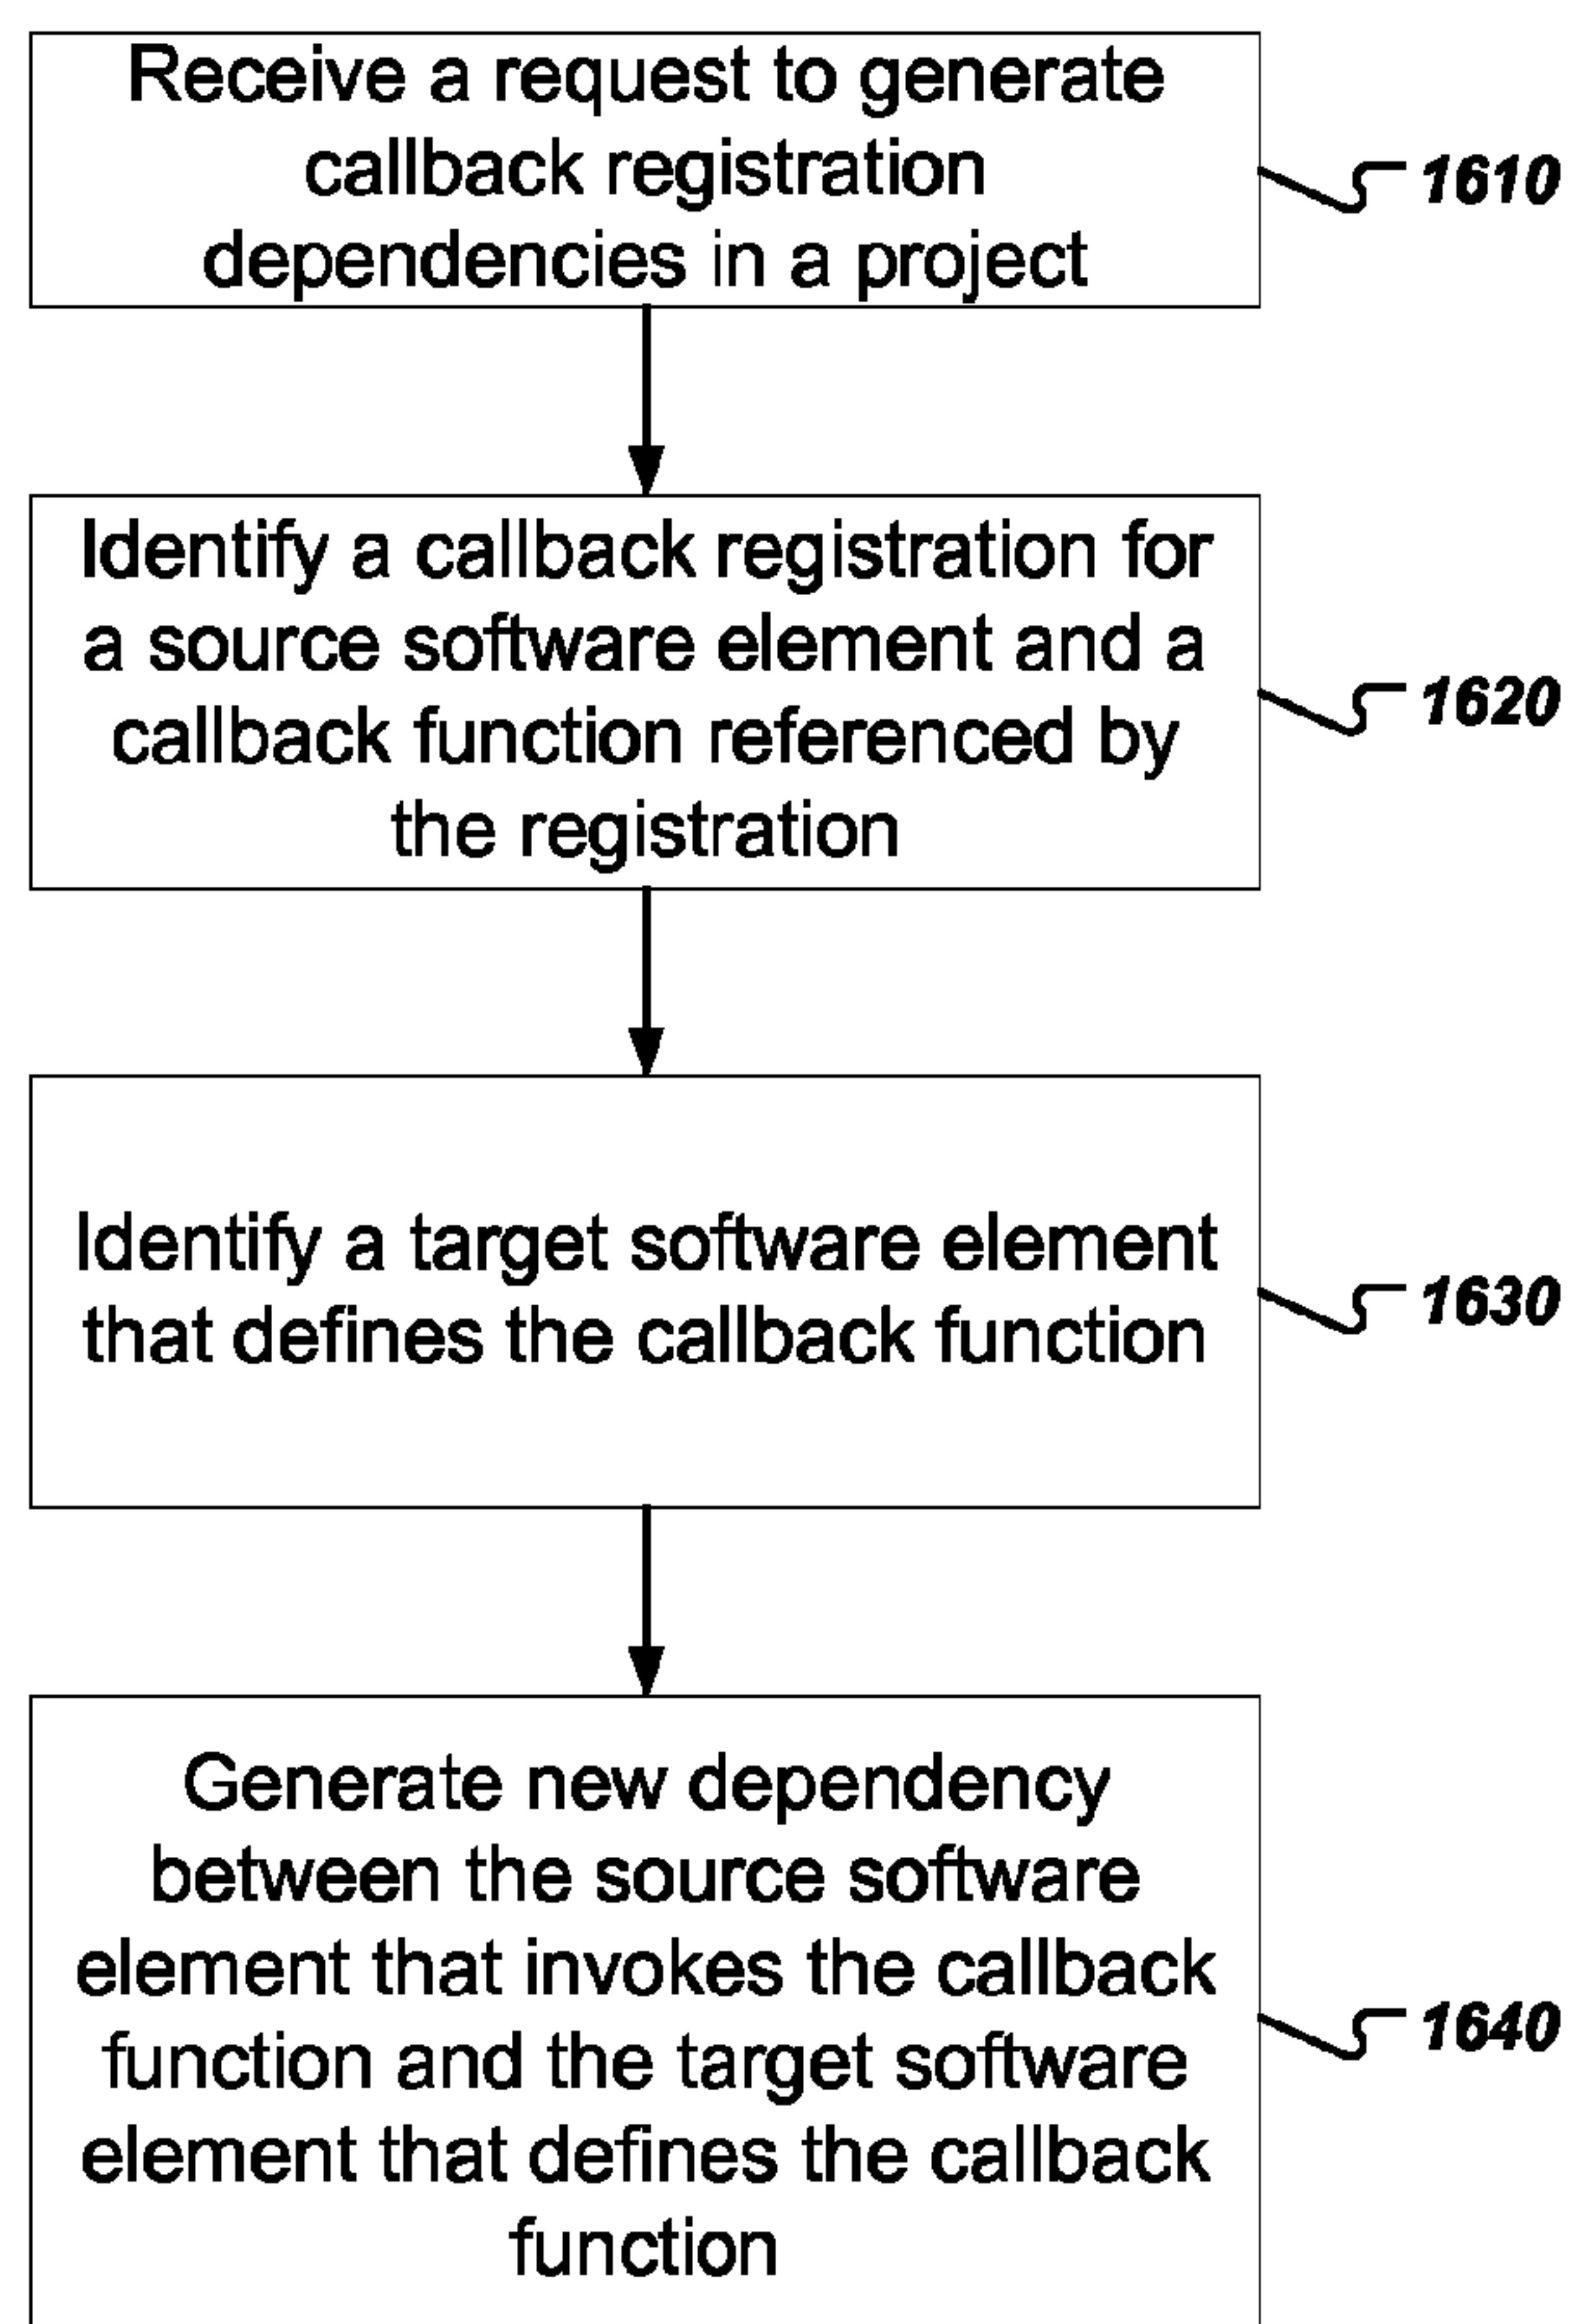 Receive a request to generate
callback registration
dependencies in a project
1610
Identify a callback registration for
a source software element and a
callback function referenced by
the registration
1620
Identify a target software element
that defines the callback function
1630
Generate new dependency
between the source software
element that invokes the callback
function and the target software
element that defines the callback
function
1640